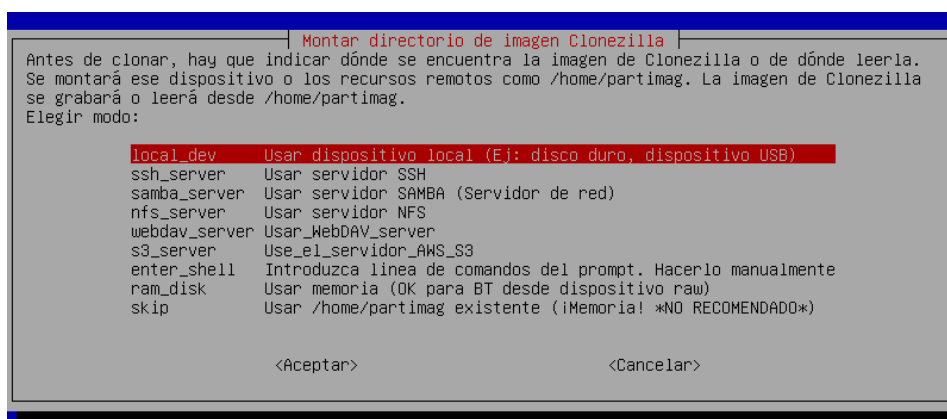 Montar directorio de imagen Clonezilla
Antes de clonar, hay que indicar dónde se encuentra la imagen de Clonezilla o de dónde leerla.
Se montará ese dispositivo o los recursos remotos como /home/partimag. La imagen de Clonezilla
se grabará o leerá desde /home/partimag.
Elegir modo:
local_dev Usar dispositivo local (Ej: disco duro, dispositivo USB)
ssh_server Usar servidor SSH
samba_server Usar servidor SAMBA (Servidor de red)
nfs_server Usar servidor NFS
webdav_server Usar_WebDAV_server
s3_server Use_el_servidor_AWS_S3
enter_shell Introduzca linea de comandos del prompt. Hacerlo manualmente
ram_disk Usar memoria (OK para BT desde dispositivo raw)
skip Usar /home/partimag existente (¡Memoria! *NO RECOMENDADO*)
<Aceptar> <Cancelar>